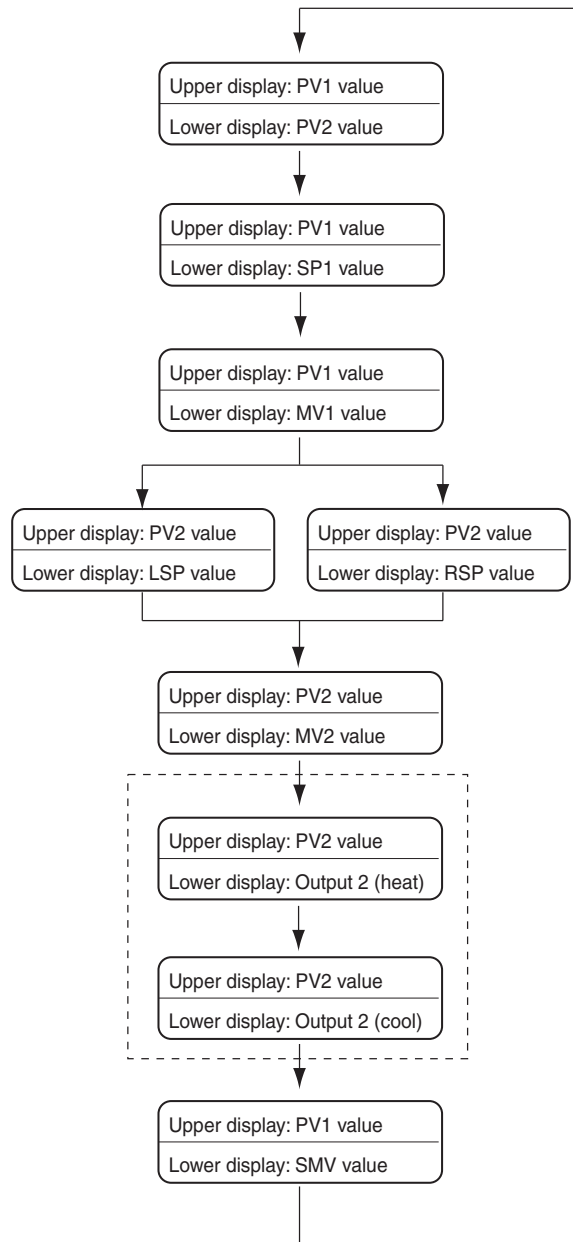 Upper display: PV1 value
Lower display: PV2 value
Upper display: PV1 value
Lower display: SP1 value
Upper display: PV1 value
Lower display: MV1 value
Upper display: PV2 value
Lower display: LSP value
Upper display: PV2 value
Lower display: RSP value
Upper display: PV2 value
Lower display: MV2 value
Upper display: PV2 value
Lower display: Output 2 (heat)
Upper display: PV2 value
Lower display: Output 2 (cool)
Upper display: PV1 value
Lower display: SMV value